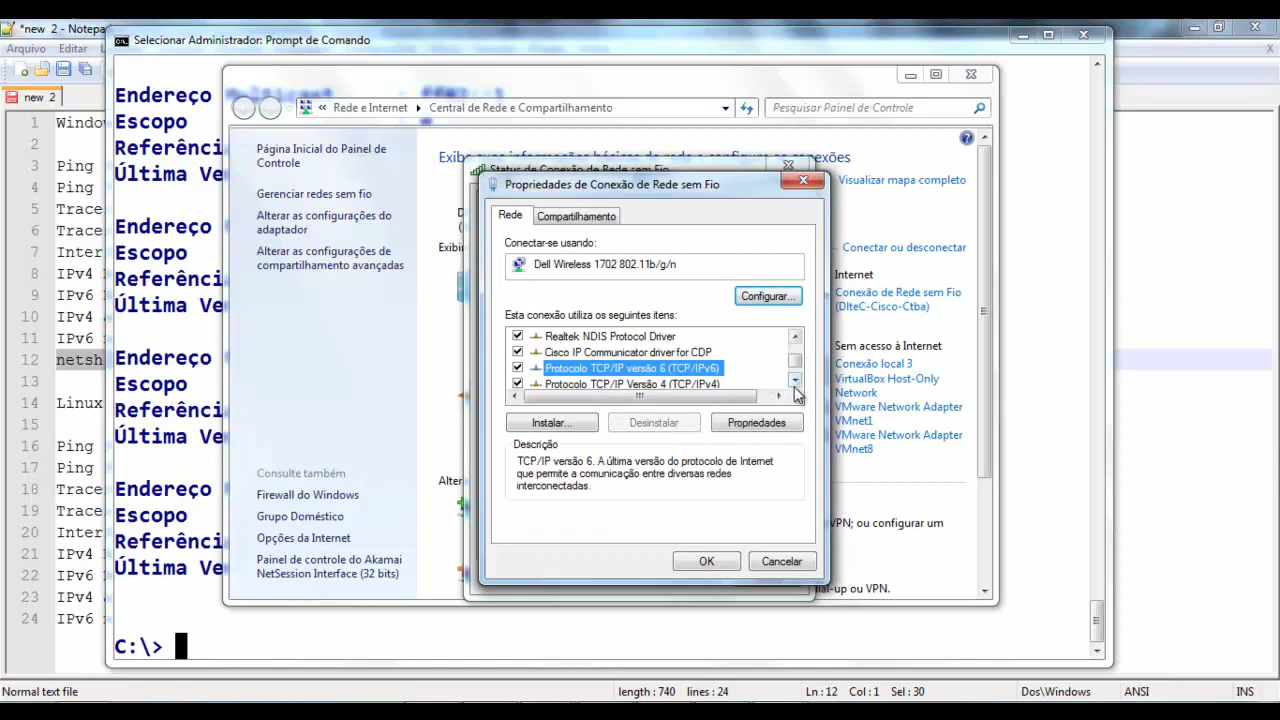 *new 2 - Notepa
Selecionar Administrador: Prompt de Comando
Arquivo Editar
new 2
1 Window
2
3 Ping
4 Ping
5 Trace
6 Trace
7 Inter
8 IPv4
9 IPv6
10 IPv4
11 IPv6
12 netsh
13
14 Linux
15
16 Ping
17 Ping
18 Trace
19 Trace
20 Inter
21 IPv4
22 IPv6
23 IPv4
24 IPv6
Endereço
Escopo
Referênci
Última Ve
Endereço
Escopo
Referênci
Última Ve
Endereço
Escopo
Referênci
Última Ve
Endereço
Escopo
Referênci
Última Ve
C:\>
« Rede e Internet Central de Rede e Compartilhamento
Pesquisar Painel de Controle
Página Inicial do Painel de
Controle
Gerenciar redes sem fio
Alterar as configurações do
adaptador
Alterar as configurações de
compartilhamento avançadas
Consulte também
Firewall do Windows
Grupo Doméstico
Opções da Internet
Painel de controle do Akamai
NetSession Interface (32 bits)
Exibir suas informações básicas de rede e configurar as conexões
Visualizar mapa completo
Exibi
Conectar ou desconectar
Internet
Conexão de Rede sem Fio
(DlteC-Cisco-Ctba)
Sem acesso à Internet
Conexão local 3
VirtualBox Host-Only
Network
VMware Network Adapter
VMnet1
VMware Network Adapter
VMnet8
Alter
VPN; ou configurar um
ial-up ou VPN.
Status de Conexão de Rede sem Fio
Propriedades de Conexão de Rede sem Fio
Rede Compartilhamento
Conectar-se usando:
Dell Wireless 1702 802.11b/g/n
Configurar...
Esta conexão utiliza os seguintes itens:
Realtek NDIS Protocol Driver
Cisco IP Communicator driver for CDP
Protocolo TCP/IP versão 6 (TCP/IPv6)
Protocolo TCP/IP Versão 4 (TCP/IPv4)
Instalar... Desinstalar Propriedades
Descrição
TCP/IP versão 6. A última versão do protocolo de Internet
que permite a comunicação entre diversas redes
interconectadas.
OK Cancelar
Normal text file length : 740 lines : 24 Ln : 12 Col : 1 Sel : 30 Dos\Windows ANSI INS